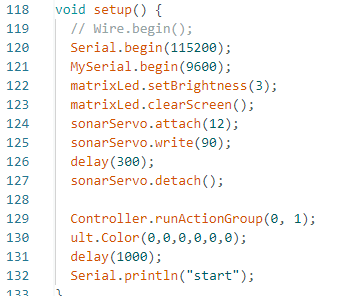 118 void setup() {
119 // Wire.begin();
120 Serial.begin(115200);
121 MySerial.begin(9600);
122 matrixLed.setBrightness(3);
123 matrixLed.clearScreen();
124 sonarServo.attach(12);
125 sonarServo.write(90);
126 delay(300);
127 sonarServo.detach();
128
129 Controller.runActionGroup(0, 1);
130 ult.Color(0,0,0,0,0,0);
131 delay(1000);
132 Serial.println("start");
133 }